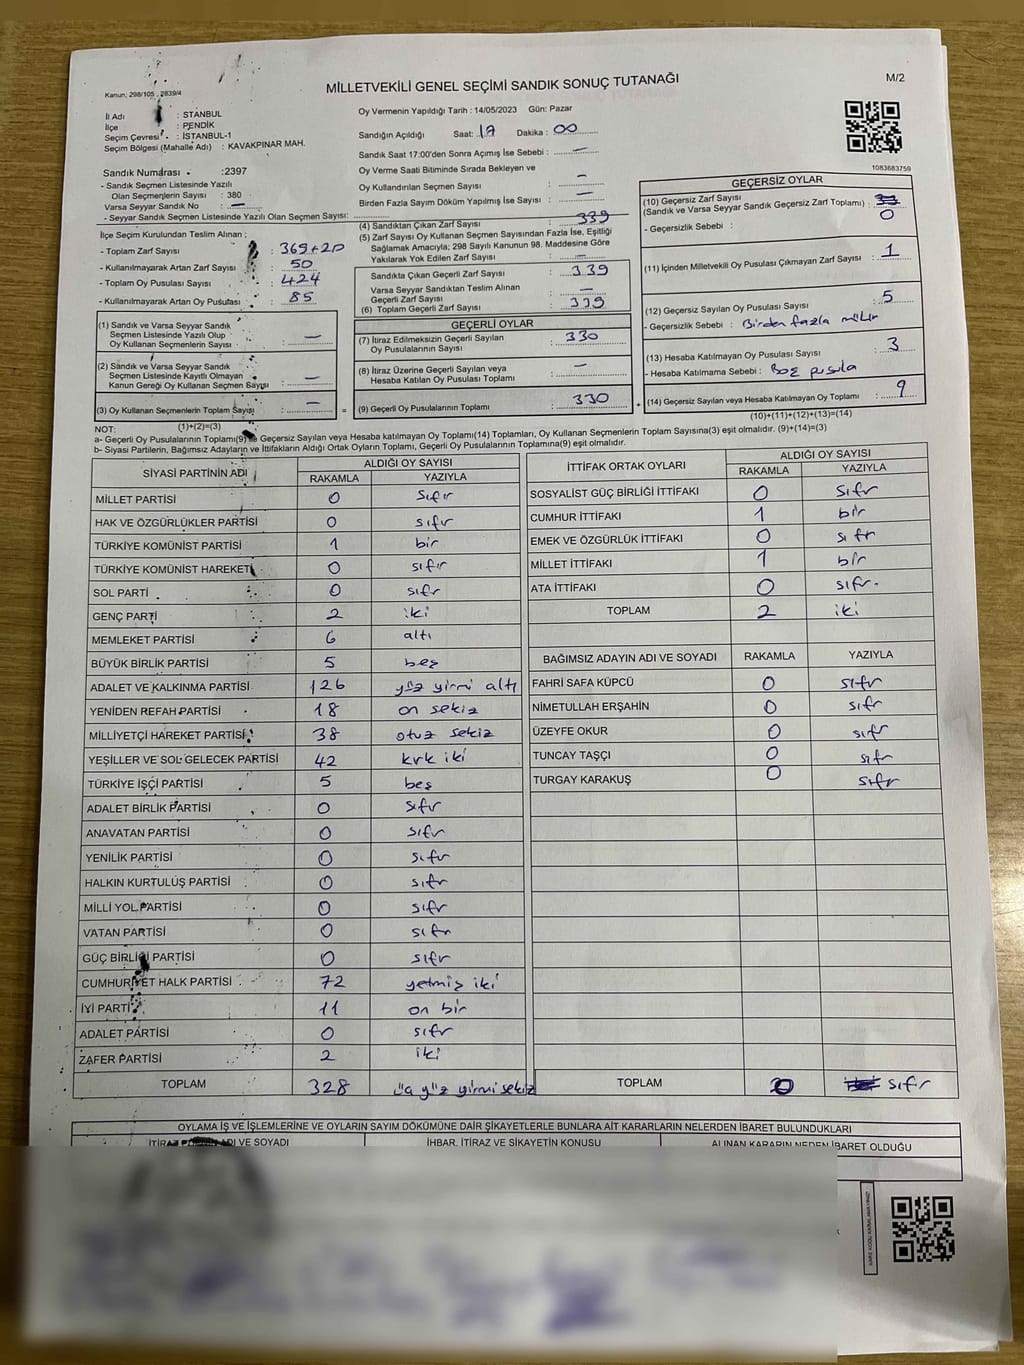 Kanun: 298/105 , 2839/4
MİLLETVEKİLİ GENEL SEÇİMİ SANDIK SONUÇ TUTANAĞI
M/2
İl Adı : STANBUL
İlçe : PENDİK
Seçim Çevresi : İSTANBUL-1
Seçim Bölgesi (Mahalle Adı) : KAVAKPINAR MAH.
Oy Vermenin Yapıldığı Tarih : 14/05/2023 Gün: Pazar
Sandığın Açıldığı Saat: 17 Dakika : 00
Sandık Saat 17:00'den Sonra Açımış İse Sebebi : —
Oy Verme Saati Bitiminde Sırada Bekleyen ve
Oy Kullandırılan Seçmen Sayısı : —
Birden Fazla Sayım Döküm Yapılmış İse Sayısı : —
1083683759
Sandık Numarası :2397
- Sandık Seçmen Listesinde Yazılı
Olan Seçmenlerin Sayısı : 380
Varsa Seyyar Sandık No : —
- Seyyar Sandık Seçmen Listesinde Yazılı Olan Seçmen Sayısı:
İlçe Seçim Kurulundan Teslim Alınan ;
- Toplam Zarf Sayısı : 369+20
- Kullanılmayarak Artan Zarf Sayısı : 50
- Toplam Oy Pusulası Sayısı : 424
- Kullanılmayarak Artan Oy Pusulası : 85
(4) Sandıktan Çıkan Zarf Sayısı : 339
(5) Zarf Sayısı Oy Kullanan Seçmen Sayısından Fazla İse, Eşitliği
Sağlamak Amacıyla; 298 Sayılı Kanunun 98. Maddesine Göre
Yakılarak Yok Edilen Zarf Sayısı : —
Sandıkta Çıkan Geçerli Zarf Sayısı : 339
Varsa Seyyar Sandıktan Teslim Alınan
Geçerli Zarf Sayısı : —
(6) Toplam Geçerli Zarf Sayısı : 339
GEÇERSİZ OYLAR
(10) Geçersiz Zarf Sayısı
(Sandık ve Varsa Seyyar Sandık Geçersiz Zarf Toplamı) : 0
- Geçersizlik Sebebi :
(11) İçinden Milletvekili Oy Pusulası Çıkmayan Zarf Sayısı : 1
(12) Geçersiz Sayılan Oy Pusulası Sayısı : 5
- Geçersizlik Sebebi : Birden fazla mühür
(13) Hesaba Katılmayan Oy Pusulası Sayısı : 3
- Hesaba Katılmama Sebebi : Boş pusula
(14) Geçersiz Sayılan veya Hesaba Katılmayan Oy Toplamı : 9
(10)+(11)+(12)+(13)=(14)
(1) Sandık ve Varsa Seyyar Sandık
Seçmen Listesinde Yazılı Olup
Oy Kullanan Seçmenlerin Sayısı : —
(2) Sandık ve Varsa Seyyar Sandık
Seçmen Listesinde Kayıtlı Olmayan
Kanun Gereği Oy Kullanan Seçmen Sayısı : —
(3) Oy Kullanan Seçmenlerin Toplam Sayısı : —
(1)+(2)=(3)
GEÇERLİ OYLAR
(7) İtiraz Edilmeksizin Geçerli Sayılan
Oy Pusulalarının Sayısı : 330
(8) İtiraz Üzerine Geçerli Sayılan veya
Hesaba Katılan Oy Pusulası Toplamı : —
= (9) Geçerli Oy Pusulalarının Toplamı : 330 +
NOT:
a- Geçerli Oy Pusulalarının Toplamı(9) ile Geçersiz Sayılan veya Hesaba katılmayan Oy Toplamı(14) Toplamları, Oy Kullanan Seçmenlerin Toplam Sayısına(3) eşit olmalıdır. (9)+(14)=(3)
b- Siyasi Partilerin, Bağımsız Adayların ve İttifakların Aldığı Ortak Oyların Toplamı, Geçerli Oy Pusulalarının Toplamına(9) eşit olmalıdır.
SİYASİ PARTİNİN ADI ALDIĞI OY SAYISI
RAKAMLA YAZIYLA
MİLLET PARTİSİ 0 sıfır
HAK VE ÖZGÜRLÜKLER PARTİSİ 0 sıfır
TÜRKİYE KOMÜNİST PARTİSİ 1 bir
TÜRKİYE KOMÜNİST HAREKETİ 0 sıfır
SOL PARTİ 0 sıfır
GENÇ PARTİ 2 iki
MEMLEKET PARTİSİ 6 altı
BÜYÜK BİRLİK PARTİSİ 5 beş
ADALET VE KALKINMA PARTİSİ 126 yüz yirmi altı
YENİDEN REFAH PARTİSİ 18 on sekiz
MİLLİYETÇİ HAREKET PARTİSİ 38 otuz sekiz
YEŞİLLER VE SOL GELECEK PARTİSİ 42 kırk iki
TÜRKİYE İŞÇİ PARTİSİ 5 beş
ADALET BİRLİK PARTİSİ 0 sıfır
ANAVATAN PARTİSİ 0 sıfır
YENİLİK PARTİSİ 0 sıfır
HALKIN KURTULUŞ PARTİSİ 0 sıfır
MİLLİ YOL PARTİSİ 0 sıfır
VATAN PARTİSİ 0 sıfır
GÜÇ BİRLİĞİ PARTİSİ 0 sıfır
CUMHURİYET HALK PARTİSİ 72 yetmiş iki
İYİ PARTİ 11 on bir
ADALET PARTİSİ 0 sıfır
ZAFER PARTİSİ 2 iki
TOPLAM 328 üç yüz yirmi sekiz
İTTİFAK ORTAK OYLARI ALDIĞI OY SAYISI
RAKAMLA YAZIYLA
SOSYALİST GÜÇ BİRLİĞİ İTTİFAKI 0 sıfır
CUMHUR İTTİFAKI 1 bir
EMEK VE ÖZGÜRLÜK İTTİFAKI 0 sıfır
MİLLET İTTİFAKI 1 bir
ATA İTTİFAKI 0 sıfır.
TOPLAM 2 iki
BAĞIMSIZ ADAYIN ADI VE SOYADI RAKAMLA YAZIYLA
FAHRİ SAFA KÜPCÜ 0 sıfır
NİMETULLAH ERŞAHİN 0 sıfır
ÜZEYFE OKUR 0 sıfır
TUNCAY TAŞÇI 0 sıfır
TURGAY KARAKUŞ 0 sıfır
TOPLAM 0 sıfır
OYLAMA İŞ VE İŞLEMLERİNE VE OYLARIN SAYIM DÖKÜMÜNE DAİR ŞİKAYETLERLE BUNLARA AİT KARARLARIN NELERDEN İBARET BULUNDUKLARI
İTİRAZ EDENİN ADI VE SOYADI İHBAR, İTİRAZ VE ŞİKAYETİN KONUSU ALINAN KARARIN NEDEN İBARET OLDUĞU